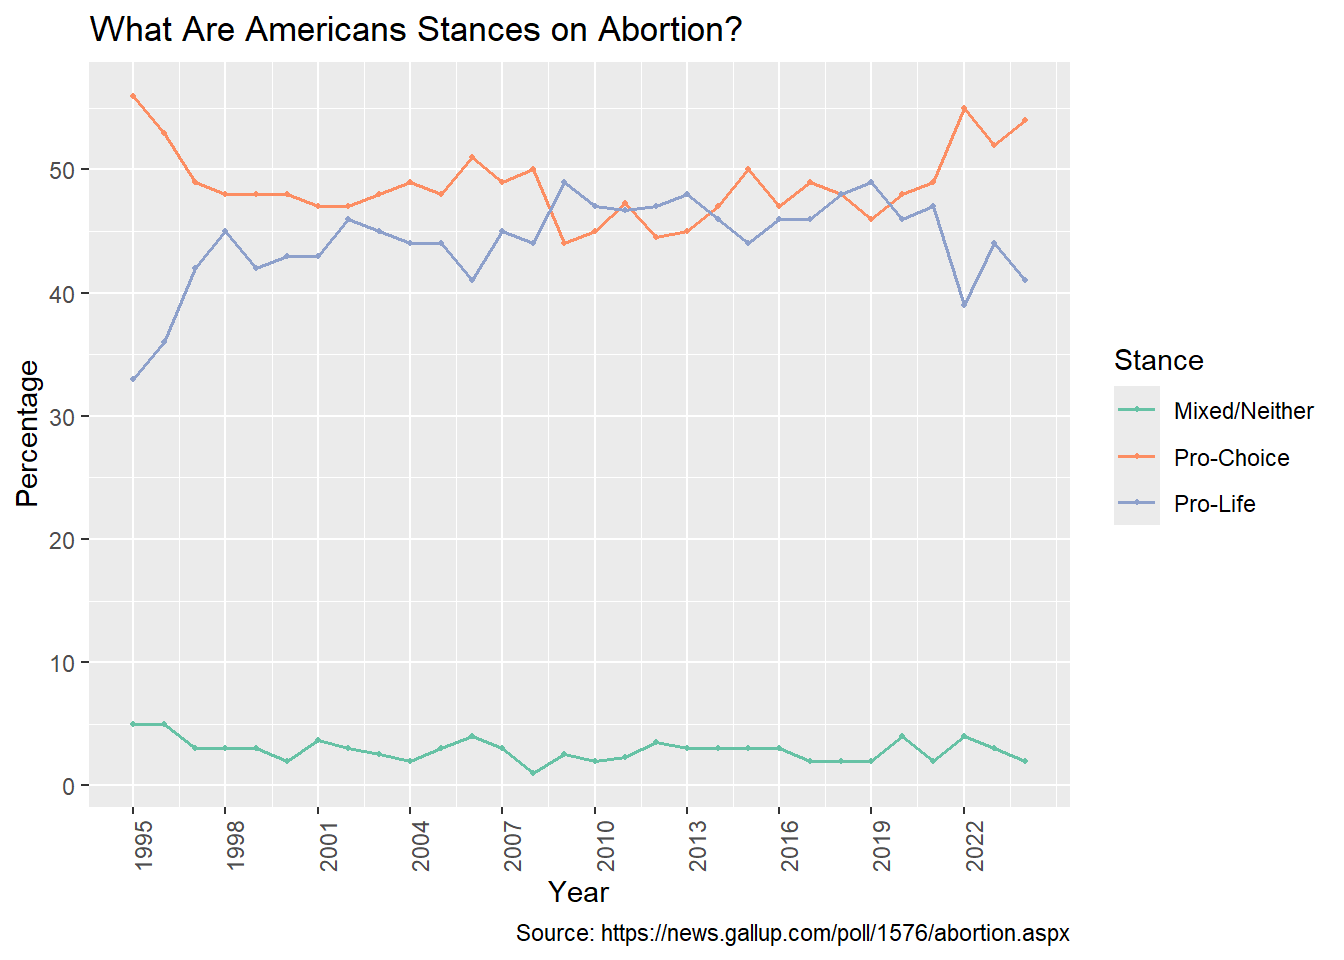 What Are Americans Stances on Abortion?
50
40
30
20
10
0
Percentage
1995
1998
2001
2004
2007
2010
2013
2016
2019
2022
Year
Stance
Mixed/Neither
Pro-Choice
Pro-Life
Source: https://news.gallup.com/poll/1576/abortion.aspx